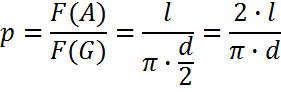 p = F(A)/F(G) = l/(π · d/2) = (2 · l)/(π · d)